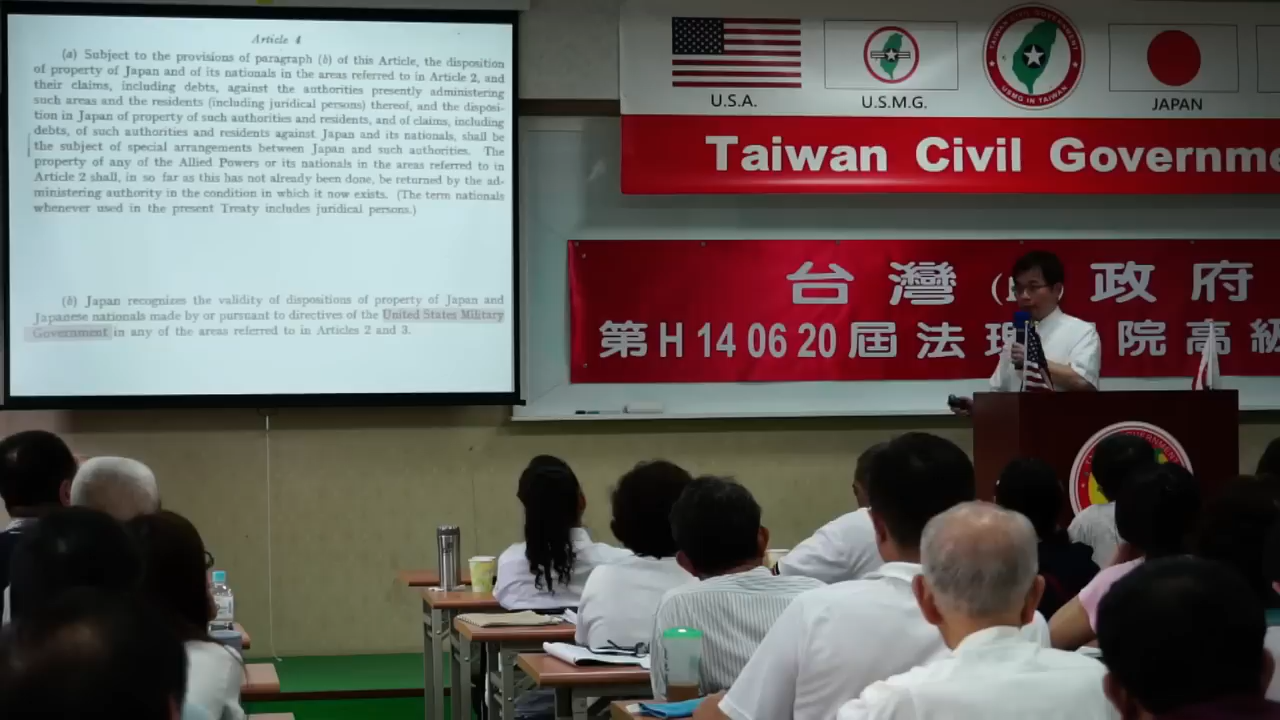 Article 4
(a) Subject to the provisions of paragraph (b) of this Article, the disposition
of property of Japan and of its nationals in the areas referred to in Article 2, and
their claims, including debts, against the authorities presently administering
such areas and the residents (including juridical persons) thereof, and the disposi-
tion in Japan of property of such authorities and residents, and of claims, including
debts, of such authorities and residents against Japan and its nationals, shall be
the subject of special arrangements between Japan and such authorities. The
property of any of the Allied Powers or its nationals in the areas referred to in
Article 2 shall, in so far as this has not already been done, be returned by the ad-
ministering authority in the condition in which it now exists. (The term nationals
whenever used in the present Treaty includes juridical persons.)
(b) Japan recognizes the validity of dispositions of property of Japan and
Japanese nationals made by or pursuant to directives of the United States Military
Government in any of the areas referred to in Articles 2 and 3.
U.S.A.
U.S.M.G.
TAIWAN CIVIL GOVERNMENT
USMG IN TAIWAN
JAPAN
Taiwan Civil Governme
台灣 政府
第H 14 06 20屆法 院高級